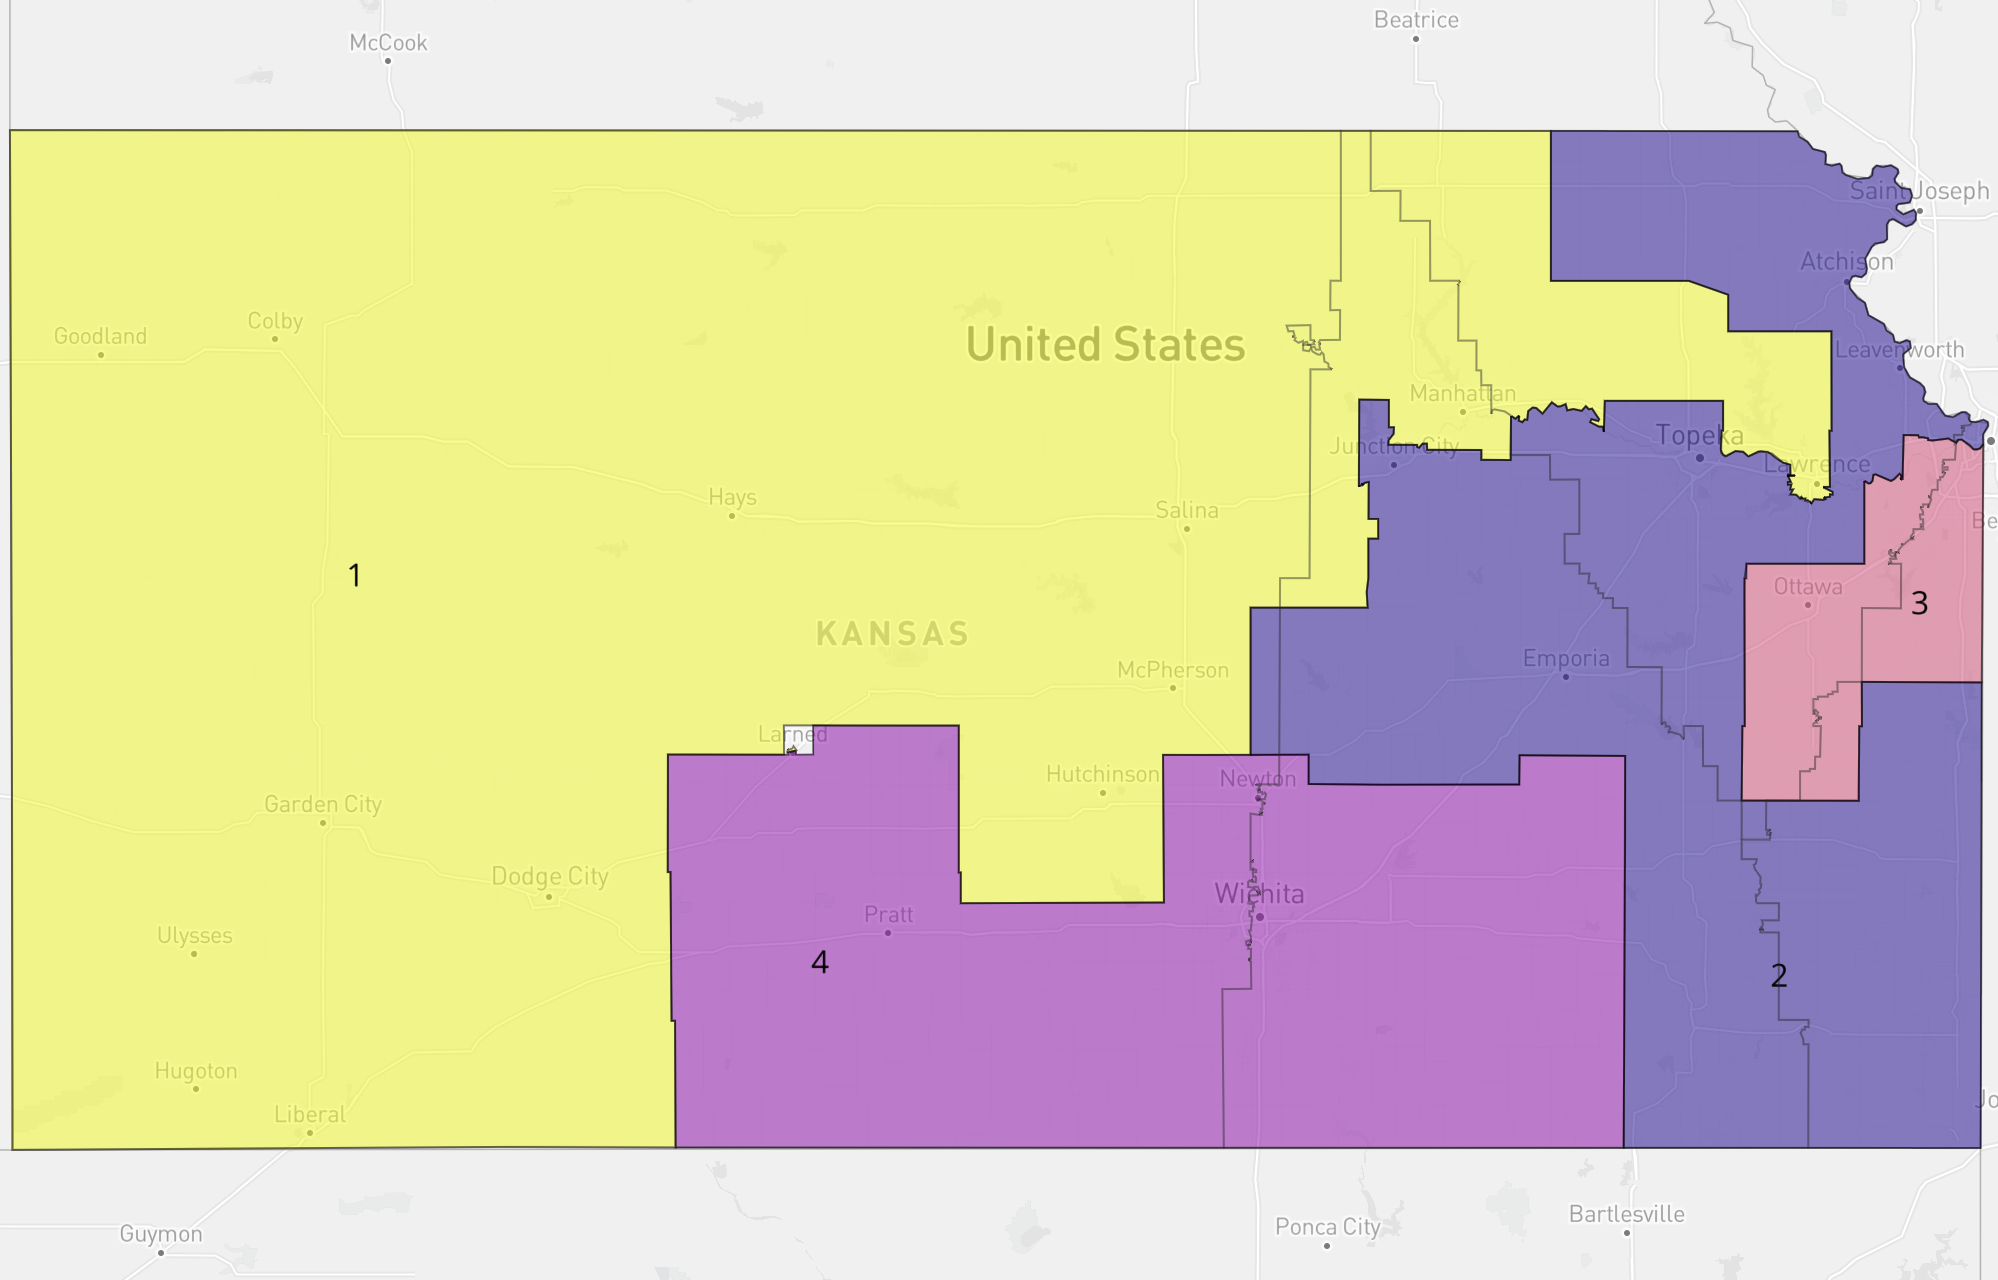 Beatrice
McCook
Saint Joseph
Atchison
Colby
Goodland
United States
Leavenworth
Manhattan
Topeka
Junction City
Lawrence
Hays
Salina
Be
1
Ottawa
3
KANSAS
Emporia
McPherson
Larned
Hutchinson
Newton
Garden City
Dodge City
Wichita
Pratt
Ulysses
4
2
Hugoton
Jo
Liberal
Bartlesville
Ponca City
Guymon